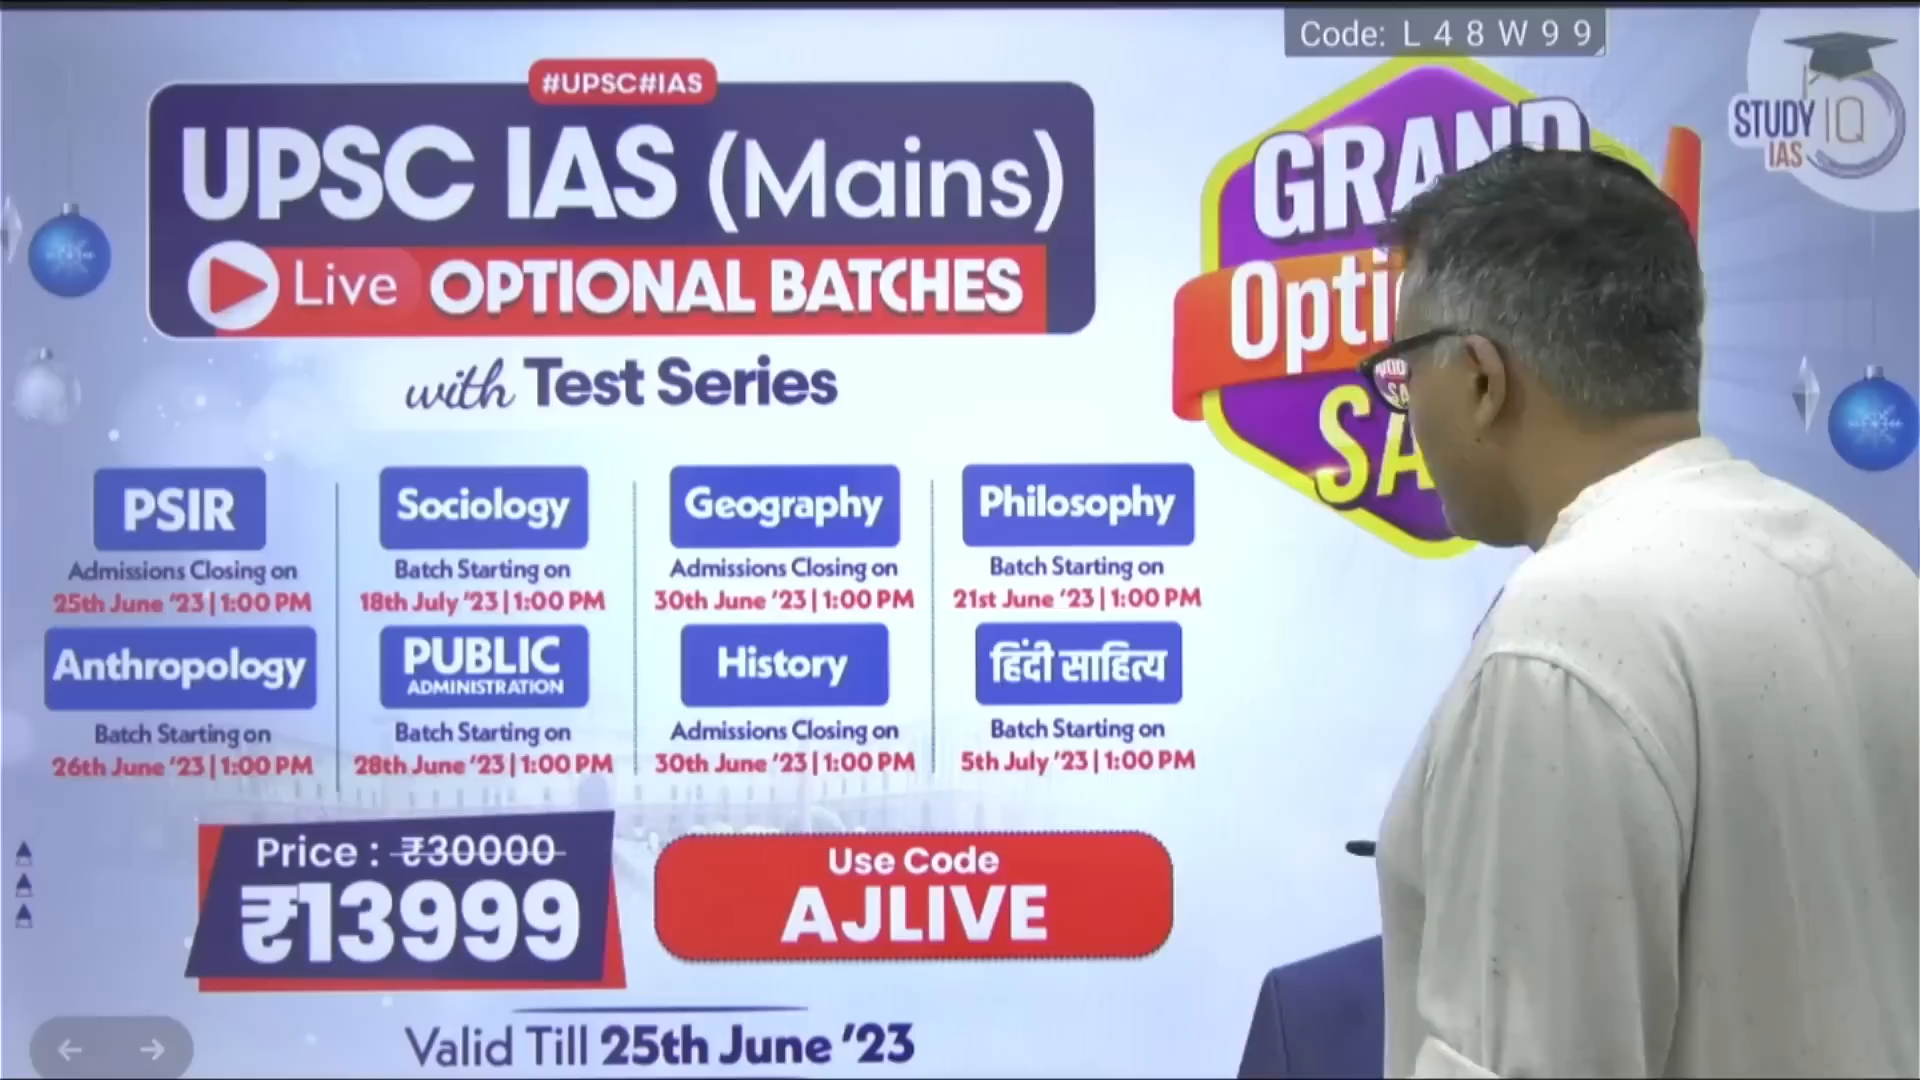 Code: L 4 8 W 9 9
#UPSC#IAS
UPSC IAS (Mains)
Live OPTIONAL BATCHES
with Test Series
GRAND
SA
STUDY IQ
IAS
PSIR
Admissions Closing on
25th June '23 | 1:00 PM
Sociology
Batch Starting on
18th July '23 | 1:00 PM
Geography
Admissions Closing on
30th June '23 | 1:00 PM
Philosophy
Batch Starting on
21st June '23 | 1:00 PM
Anthropology
Batch Starting on
26th June '23 | 1:00 PM
PUBLIC
ADMINISTRATION
Batch Starting on
28th June '23 | 1:00 PM
History
Admissions Closing on
30th June '23 | 1:00 PM
हिंदी साहित्य
Batch Starting on
5th July '23 | 1:00 PM
Price : ₹30000
₹13999
Use Code
AJLIVE
Valid Till 25th June '23